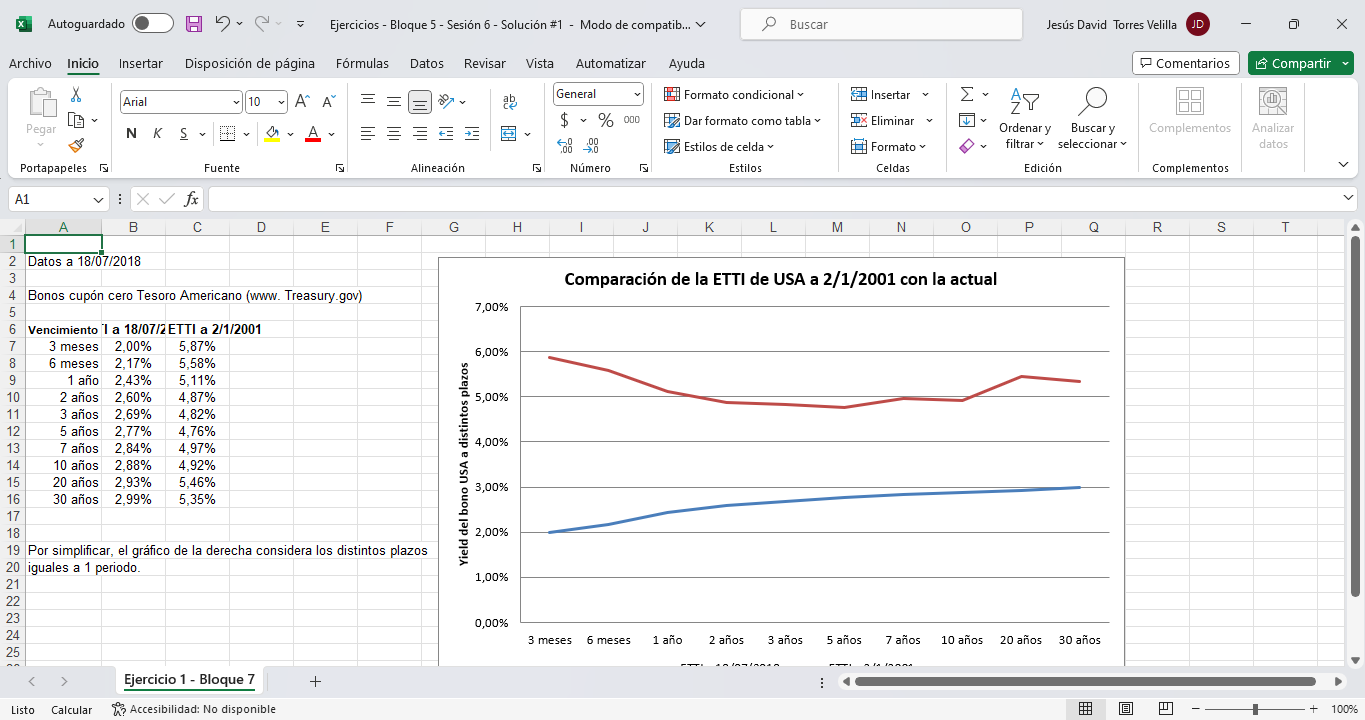 Autoguardado
Ejercicios - Bloque 5 - Sesión 6 - Solución #1 - Modo de compatib...
Buscar
Jesús David Torres Velilla
JD
Archivo Inicio Insertar Disposición de página Fórmulas Datos Revisar Vista Automatizar Ayuda
Comentarios
Compartir
Pegar
Portapapeles
Arial
10
N K S
Fuente
Alineación
General
$ % 000
Número
Formato condicional
Dar formato como tabla
Estilos de celda
Estilos
Insertar
Eliminar
Formato
Celdas
Ordenar y filtrar
Buscar y seleccionar
Edición
Complementos
Complementos
Analizar datos
A1
fx
A B C D E F G H I J K L M N O P Q R S T
1
2 Datos a 18/07/2018
3
4 Bonos cupón cero Tesoro Americano (www. Treasury.gov)
5
6 Vencimiento I a 18/07/2 ETTI a 2/1/2001
7 3 meses 2,00% 5,87%
8 6 meses 2,17% 5,58%
9 1 año 2,43% 5,11%
10 2 años 2,60% 4,87%
11 3 años 2,69% 4,82%
12 5 años 2,77% 4,76%
13 7 años 2,84% 4,97%
14 10 años 2,88% 4,92%
15 20 años 2,93% 5,46%
16 30 años 2,99% 5,35%
17
18
19 Por simplificar, el gráfico de la derecha considera los distintos plazos
20 iguales a 1 periodo.
21
22
23
24
25
Comparación de la ETTI de USA a 2/1/2001 con la actual
Yield del bono USA a distintos plazos
7,00%
6,00%
5,00%
4,00%
3,00%
2,00%
1,00%
0,00%
3 meses 6 meses 1 año 2 años 3 años 5 años 7 años 10 años 20 años 30 años
Ejercicio 1 - Bloque 7
Listo Calcular Accesibilidad: No disponible
100%